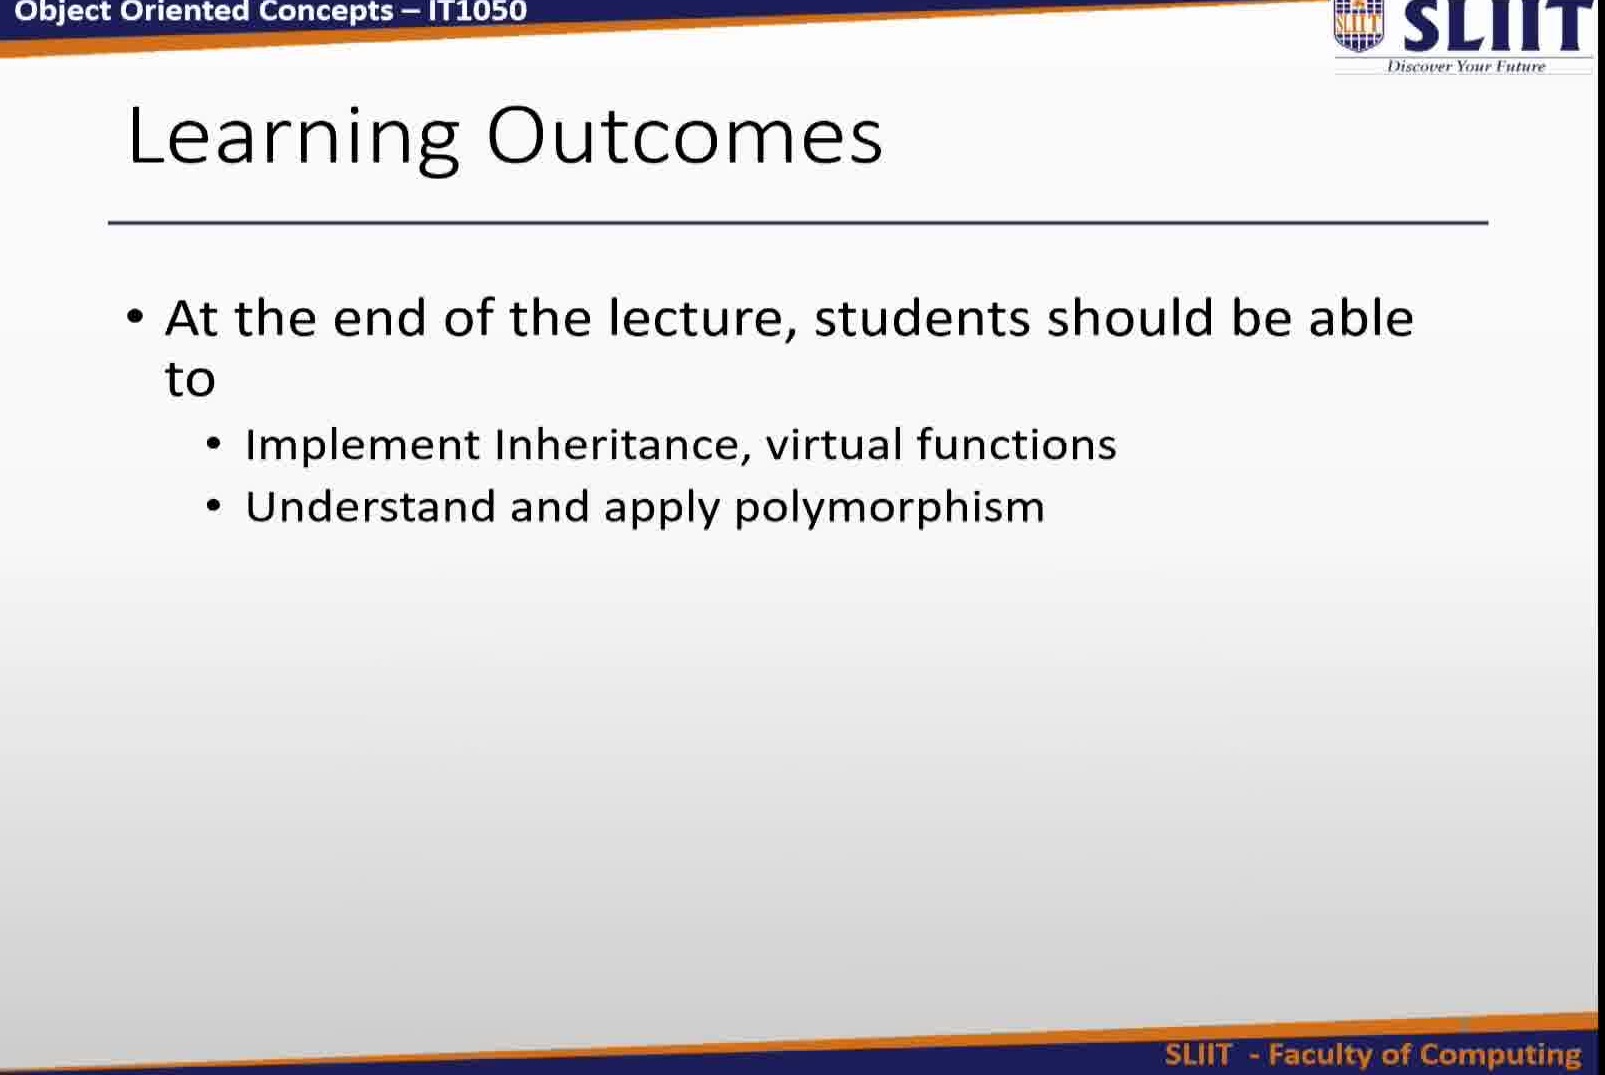 Object Oriented Concepts – IT1050
SLIIT
SLIIT
Discover Your Future
Learning Outcomes
• At the end of the lecture, students should be able
to
• Implement Inheritance, virtual functions
• Understand and apply polymorphism
SLIIT - Faculty of Computing